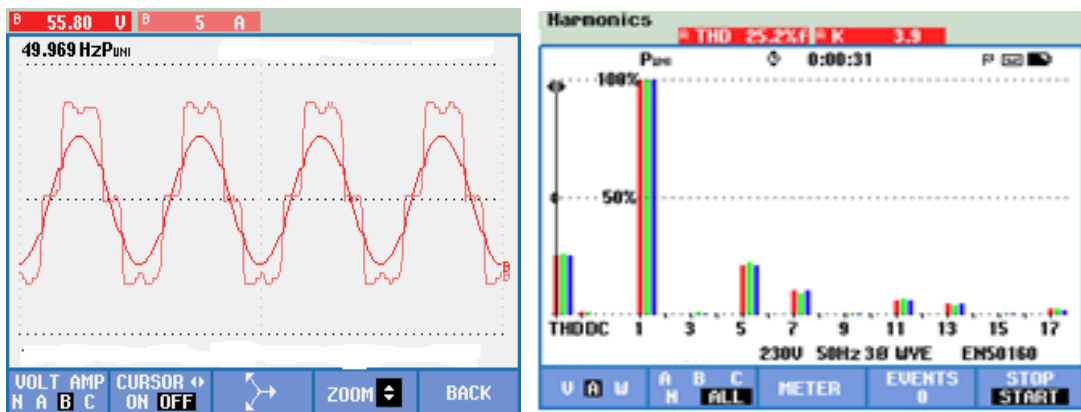 B 55.80 V B 5 A
49.969 HzPUNI
B
B
VOLT AMP
N A B C
CURSOR
ON OFF
ZOOM
BACK
Harmonics
THD 25.2%f K 3.9
0:00:31
100%
50%
THD DC 1 3 5 7 9 11 13 15 17
230V 50Hz 3Ø WYE EN50160
V A W
A B C
N ALL
METER
EVENTS
0
STOP
START